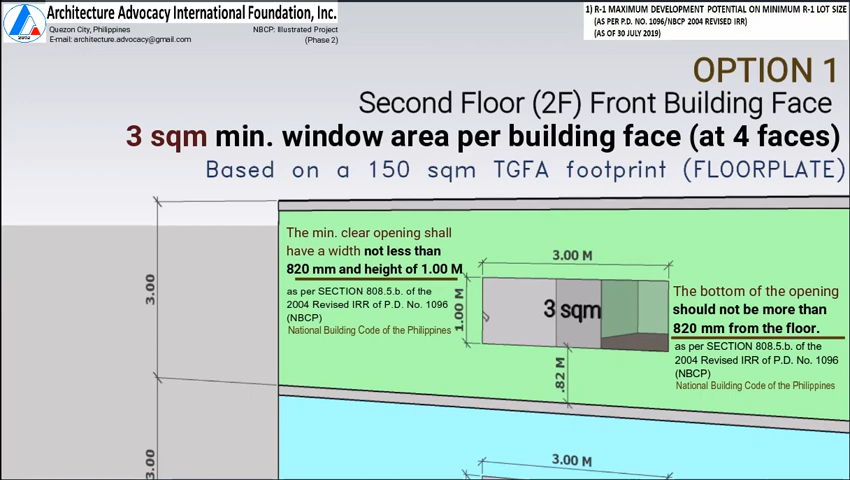 Architecture Advocacy International Foundation, Inc.
Quezon City, Philippines
NBCP: Illustrated Project
E-mail: architecture.advocacy@gmail.com
(Phase 2)
1) R-1 MAXIMUM DEVELOPMENT POTENTIAL ON MINIMUM R-1 LOT SIZE
(AS PER P.D. NO. 1096/NBCP 2004 REVISED IRR)
(AS OF 30 JULY 2019)
OPTION 1
Second Floor (2F) Front Building Face
3 sqm min. window area per building face (at 4 faces)
Based on a 150 sqm TGFA footprint (FLOORPLATE)
The min. clear opening shall
have a width not less than
820 mm and height of 1.00 M
as per SECTION 808.5.b. of the
2004 Revised IRR of P.D. No. 1096
(NBCP)
National Building Code of the Philippines
3.00
3.00 M
1.00 M
3 sqm
.82 M
The bottom of the opening
should not be more than
820 mm from the floor.
as per SECTION 808.5.b. of the
2004 Revised IRR of P.D. No. 1096
(NBCP)
National Building Code of the Philippines
3.00
3.00 M